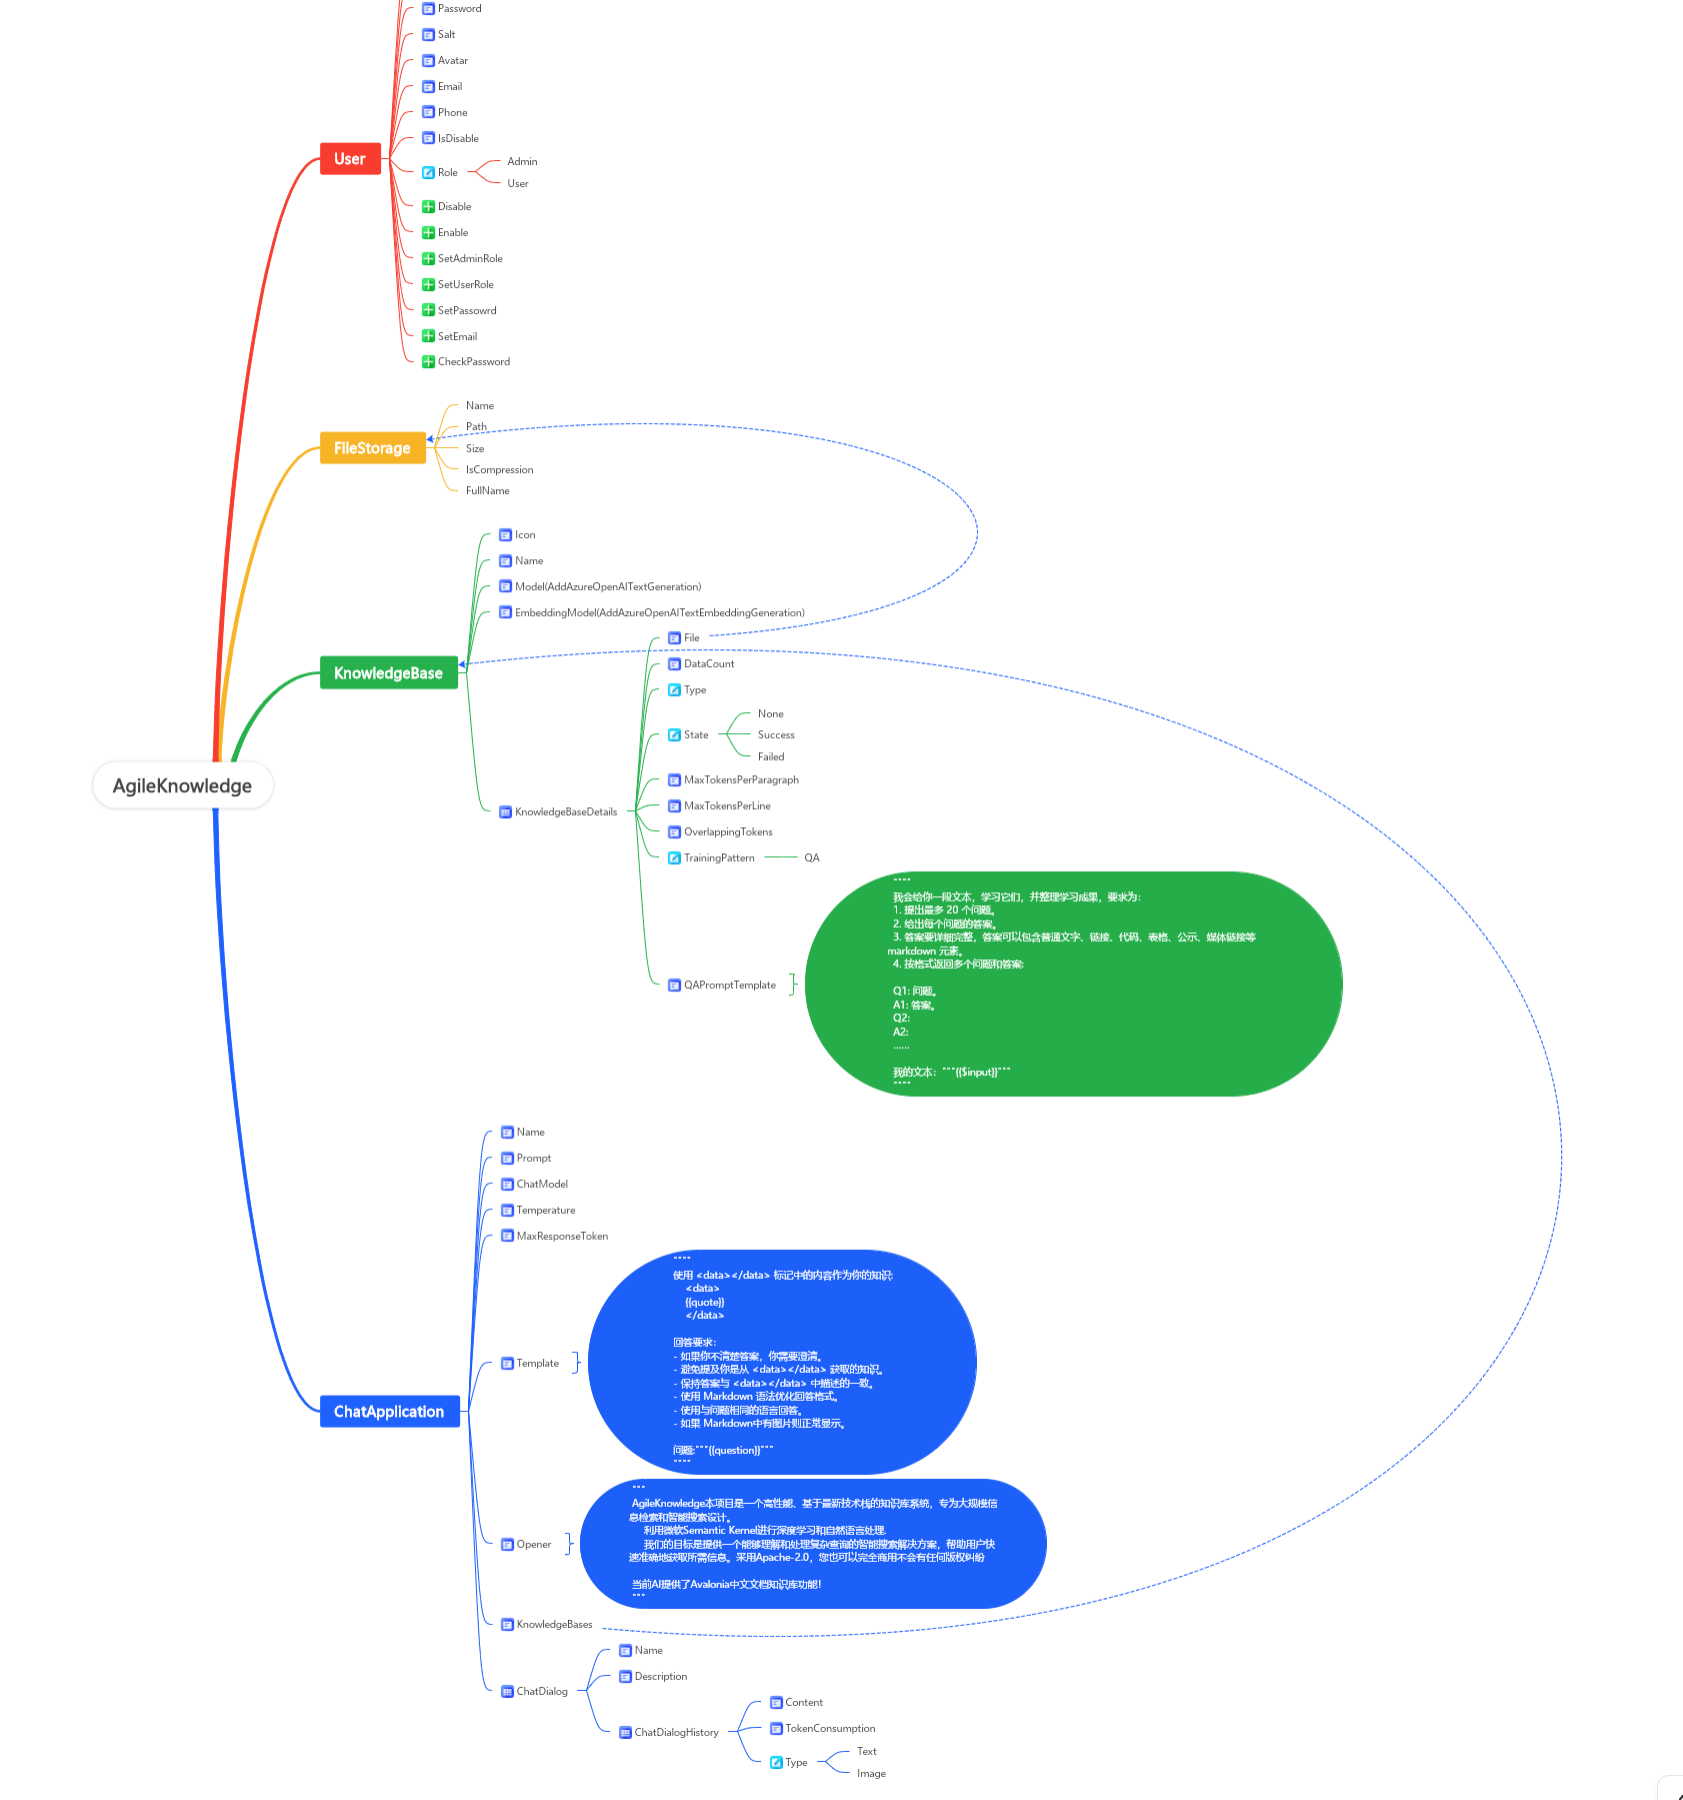 Password
Salt
Avatar
Email
Phone
IsDisable
User
Role
Admin
User
Disable
Enable
SetAdminRole
SetUserRole
SetPassowrd
SetEmail
CheckPassword
FileStorage
Name
Path
Size
IsCompression
FullName
KnowledgeBase
Icon
Name
Model(AddAzureOpenAITextGeneration)
EmbeddingModel(AddAzureOpenAITextEmbeddingGeneration)
KnowledgeBaseDetails
File
DataCount
Type
State
None
Success
Failed
MaxTokensPerParagraph
MaxTokensPerLine
OverlappingTokens
TrainingPattern
QA
QAPromptTemplate
""""
我会给你一段文本，学习它们，并整理学习成果，要求为：
1. 提出最多 20 个问题。
2. 给出每个问题的答案。
3. 答案要详细完整，答案可以包含普通文字、链接、代码、表格、公示、媒体链接等
markdown 元素。
4. 按格式返回多个问题和答案:
Q1: 问题。
A1: 答案。
Q2:
A2:
……
我的文本："""{{$input}}"""
""""
AgileKnowledge
ChatApplication
Name
Prompt
ChatModel
Temperature
MaxResponseToken
Template
""""
使用 <data></data> 标记中的内容作为你的知识:
<data>
{{quote}}
</data>
回答要求：
- 如果你不清楚答案，你需要澄清。
- 避免提及你是从 <data></data> 获取的知识。
- 保持答案与 <data></data> 中描述的一致。
- 使用 Markdown 语法优化回答格式。
- 使用与问题相同的语言回答。
- 如果 Markdown中有图片则正常显示。
问题:"""{{question}}"""
""""
Opener
"""
AgileKnowledge本项目是一个高性能、基于最新技术栈的知识库系统，专为大规模信
息检索和智能搜索设计。
利用微软Semantic Kernel进行深度学习和自然语言处理.
我们的目标是提供一个能够理解和处理复杂查询的智能搜索解决方案，帮助用户快
速准确地获取所需信息。采用Apache-2.0，您也可以完全商用不会有任何版权纠纷
当前AI提供了Avalonia中文文档知识库功能！
"""
KnowledgeBases
ChatDialog
Name
Description
ChatDialogHistory
Content
TokenConsumption
Type
Text
Image